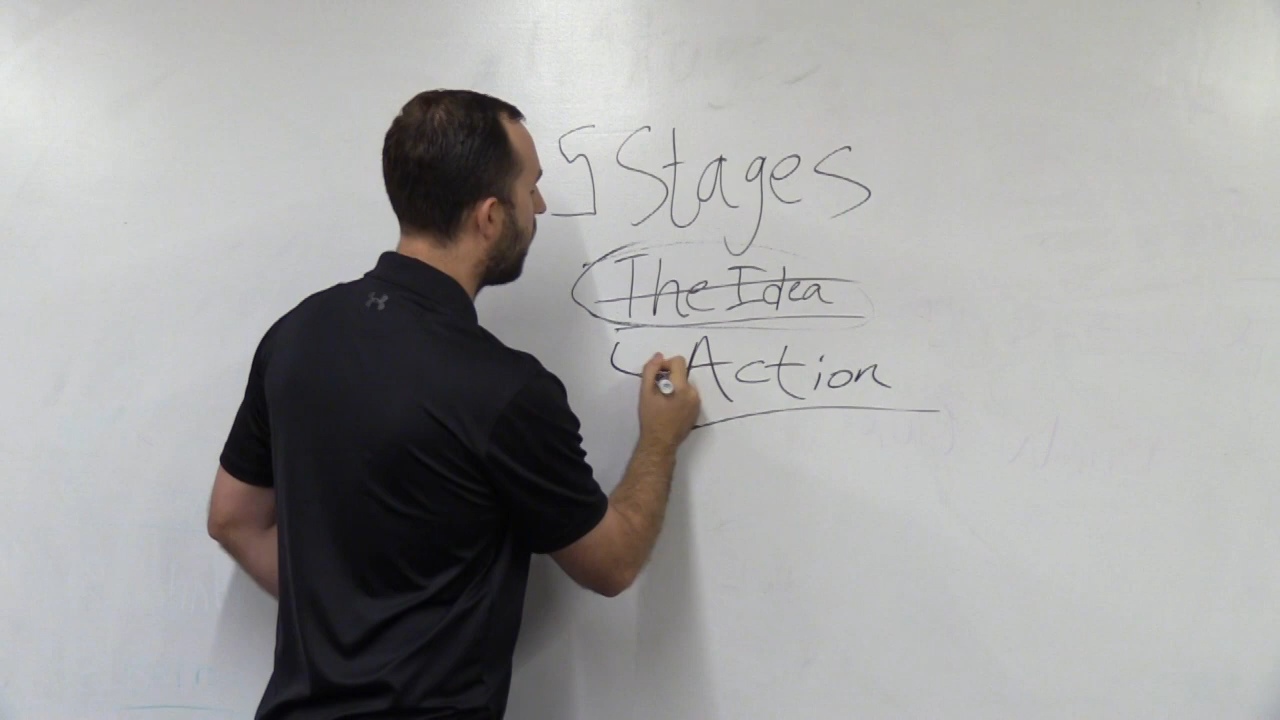 5 Stages
The Idea
Action